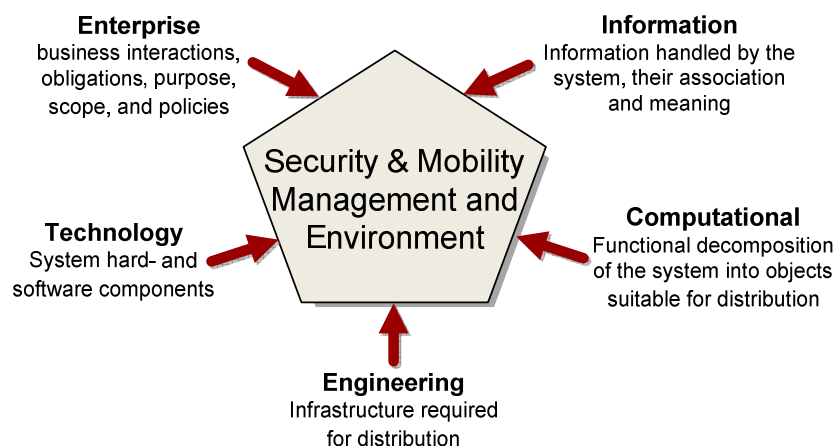 Enterprise
business interactions,
obligations, purpose,
scope, and policies
Information
Information handled by the
system, their association
and meaning
Security & Mobility
Management and
Environment
Technology
System hard- and
software components
Computational
Functional decomposition
of the system into objects
suitable for distribution
Engineering
Infrastructure required
for distribution